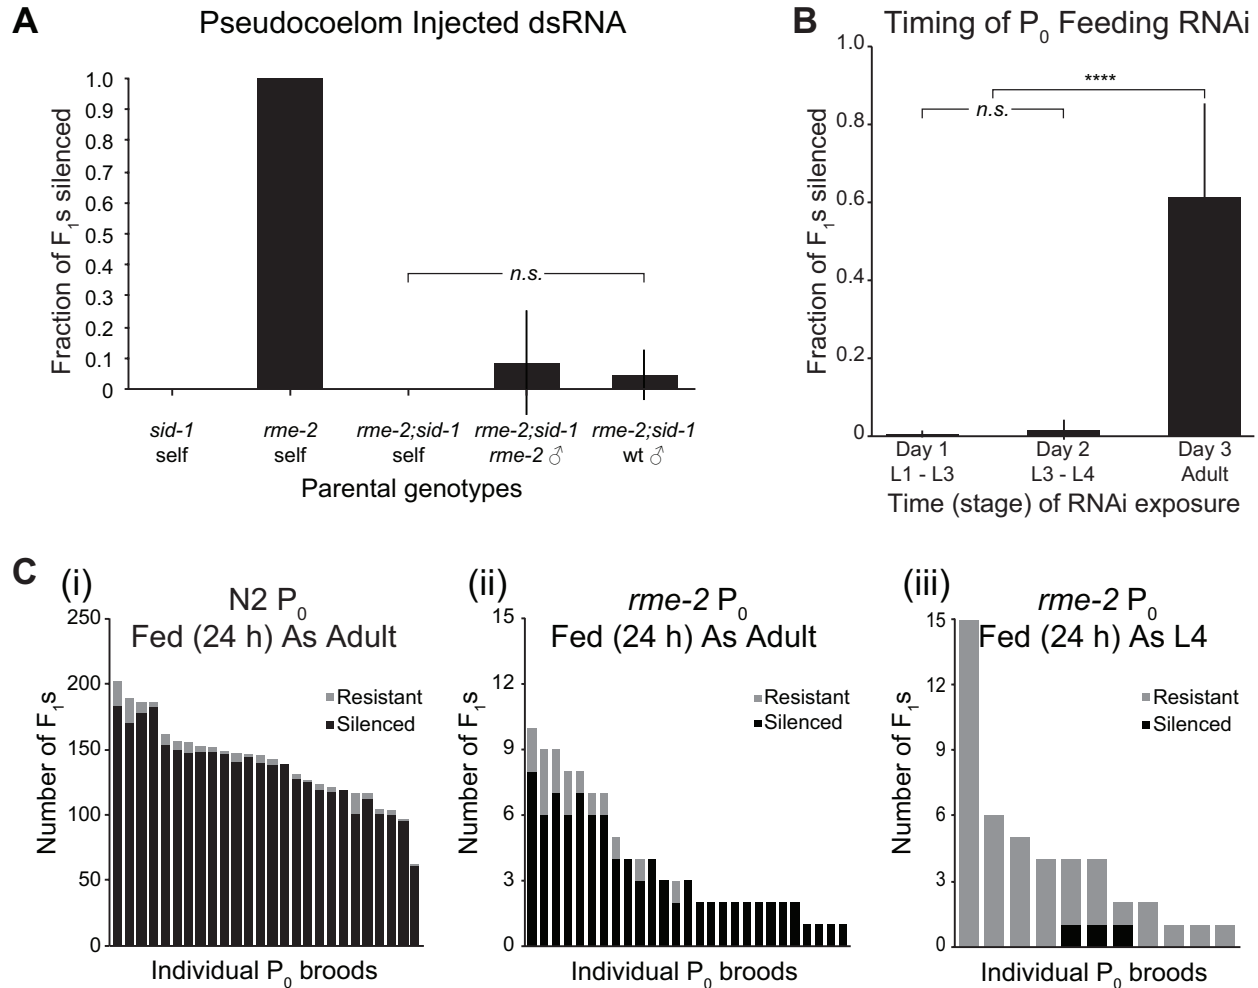 A
Pseudocoelom Injected dsRNA
Fraction of F1s silenced
1.0
0.9
0.8
0.7
0.6
0.5
0.4
0.3
0.2
0.1
0
n.s.
sid-1 rme-2 rme-2;sid-1 rme-2;sid-1 rme-2;sid-1
self self self rme-2 ♂ wt ♂
Parental genotypes
B
Timing of P0 Feeding RNAi
Fraction of F1s silenced
1.0
0.8
0.6
0.4
0.2
0
****
n.s.
Day 1 Day 2 Day 3
L1 - L3 L3 - L4 Adult
Time (stage) of RNAi exposure
C
(i)
N2 P0
Fed (24 h) As Adult
Number of F1s
250
200
150
100
50
0
Resistant
Silenced
Individual P0 broods
(ii)
rme-2 P0
Fed (24 h) As Adult
Number of F1s
15
12
9
6
3
0
Resistant
Silenced
Individual P0 broods
(iii)
rme-2 P0
Fed (24 h) As L4
Number of F1s
15
12
9
6
3
0
Resistant
Silenced
Individual P0 broods